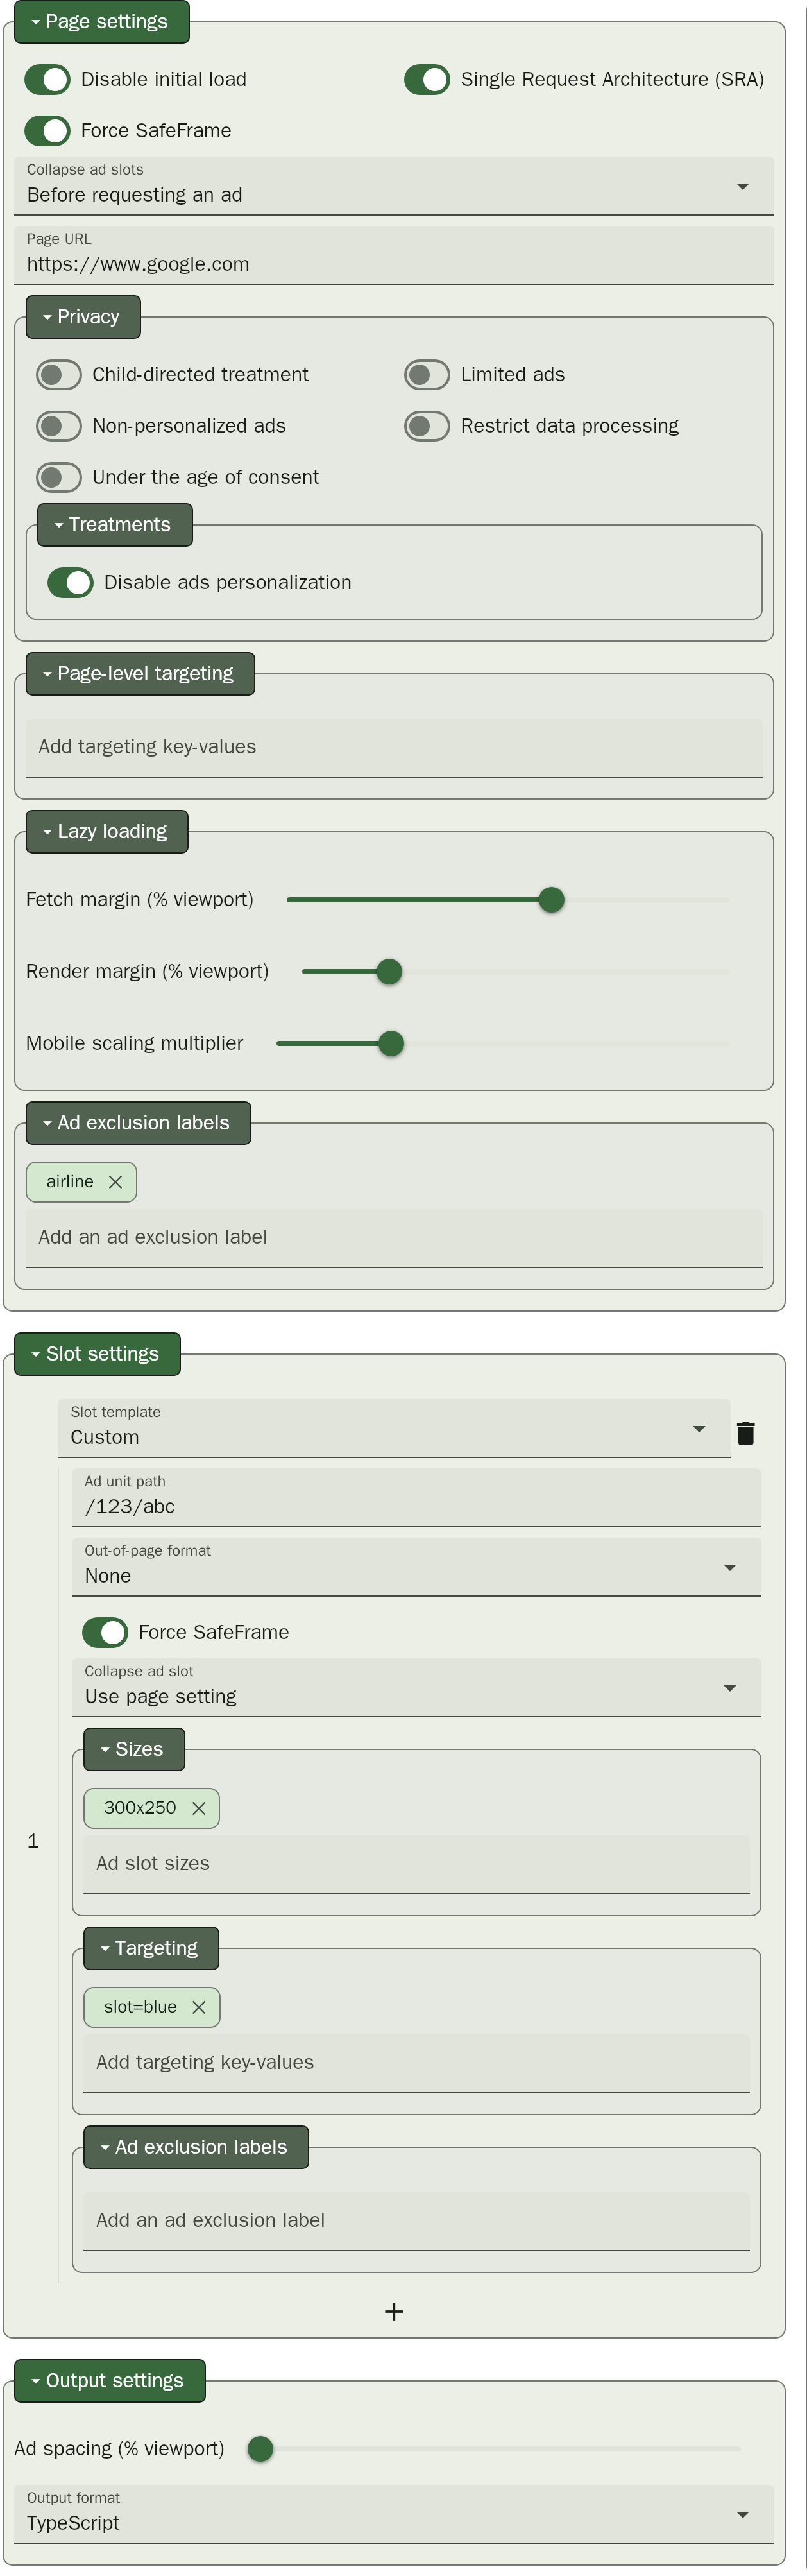 Page settings
Disable initial load
Single Request Architecture (SRA)
Force SafeFrame
Collapse ad slots
Before requesting an ad
Page URL
https://www.google.com
Privacy
Child-directed treatment
Limited ads
Non-personalized ads
Restrict data processing
Under the age of consent
Treatments
Disable ads personalization
Page-level targeting
Add targeting key-values
Lazy loading
Fetch margin (% viewport)
Render margin (% viewport)
Mobile scaling multiplier
Ad exclusion labels
airline
Add an ad exclusion label
Slot settings
Slot template
Custom
Ad unit path
/123/abc
Out-of-page format
None
Force SafeFrame
Collapse ad slot
Use page setting
Sizes
300x250
1
Ad slot sizes
Targeting
slot=blue
Add targeting key-values
Ad exclusion labels
Add an ad exclusion label
Output settings
Ad spacing (% viewport)
Output format
TypeScript